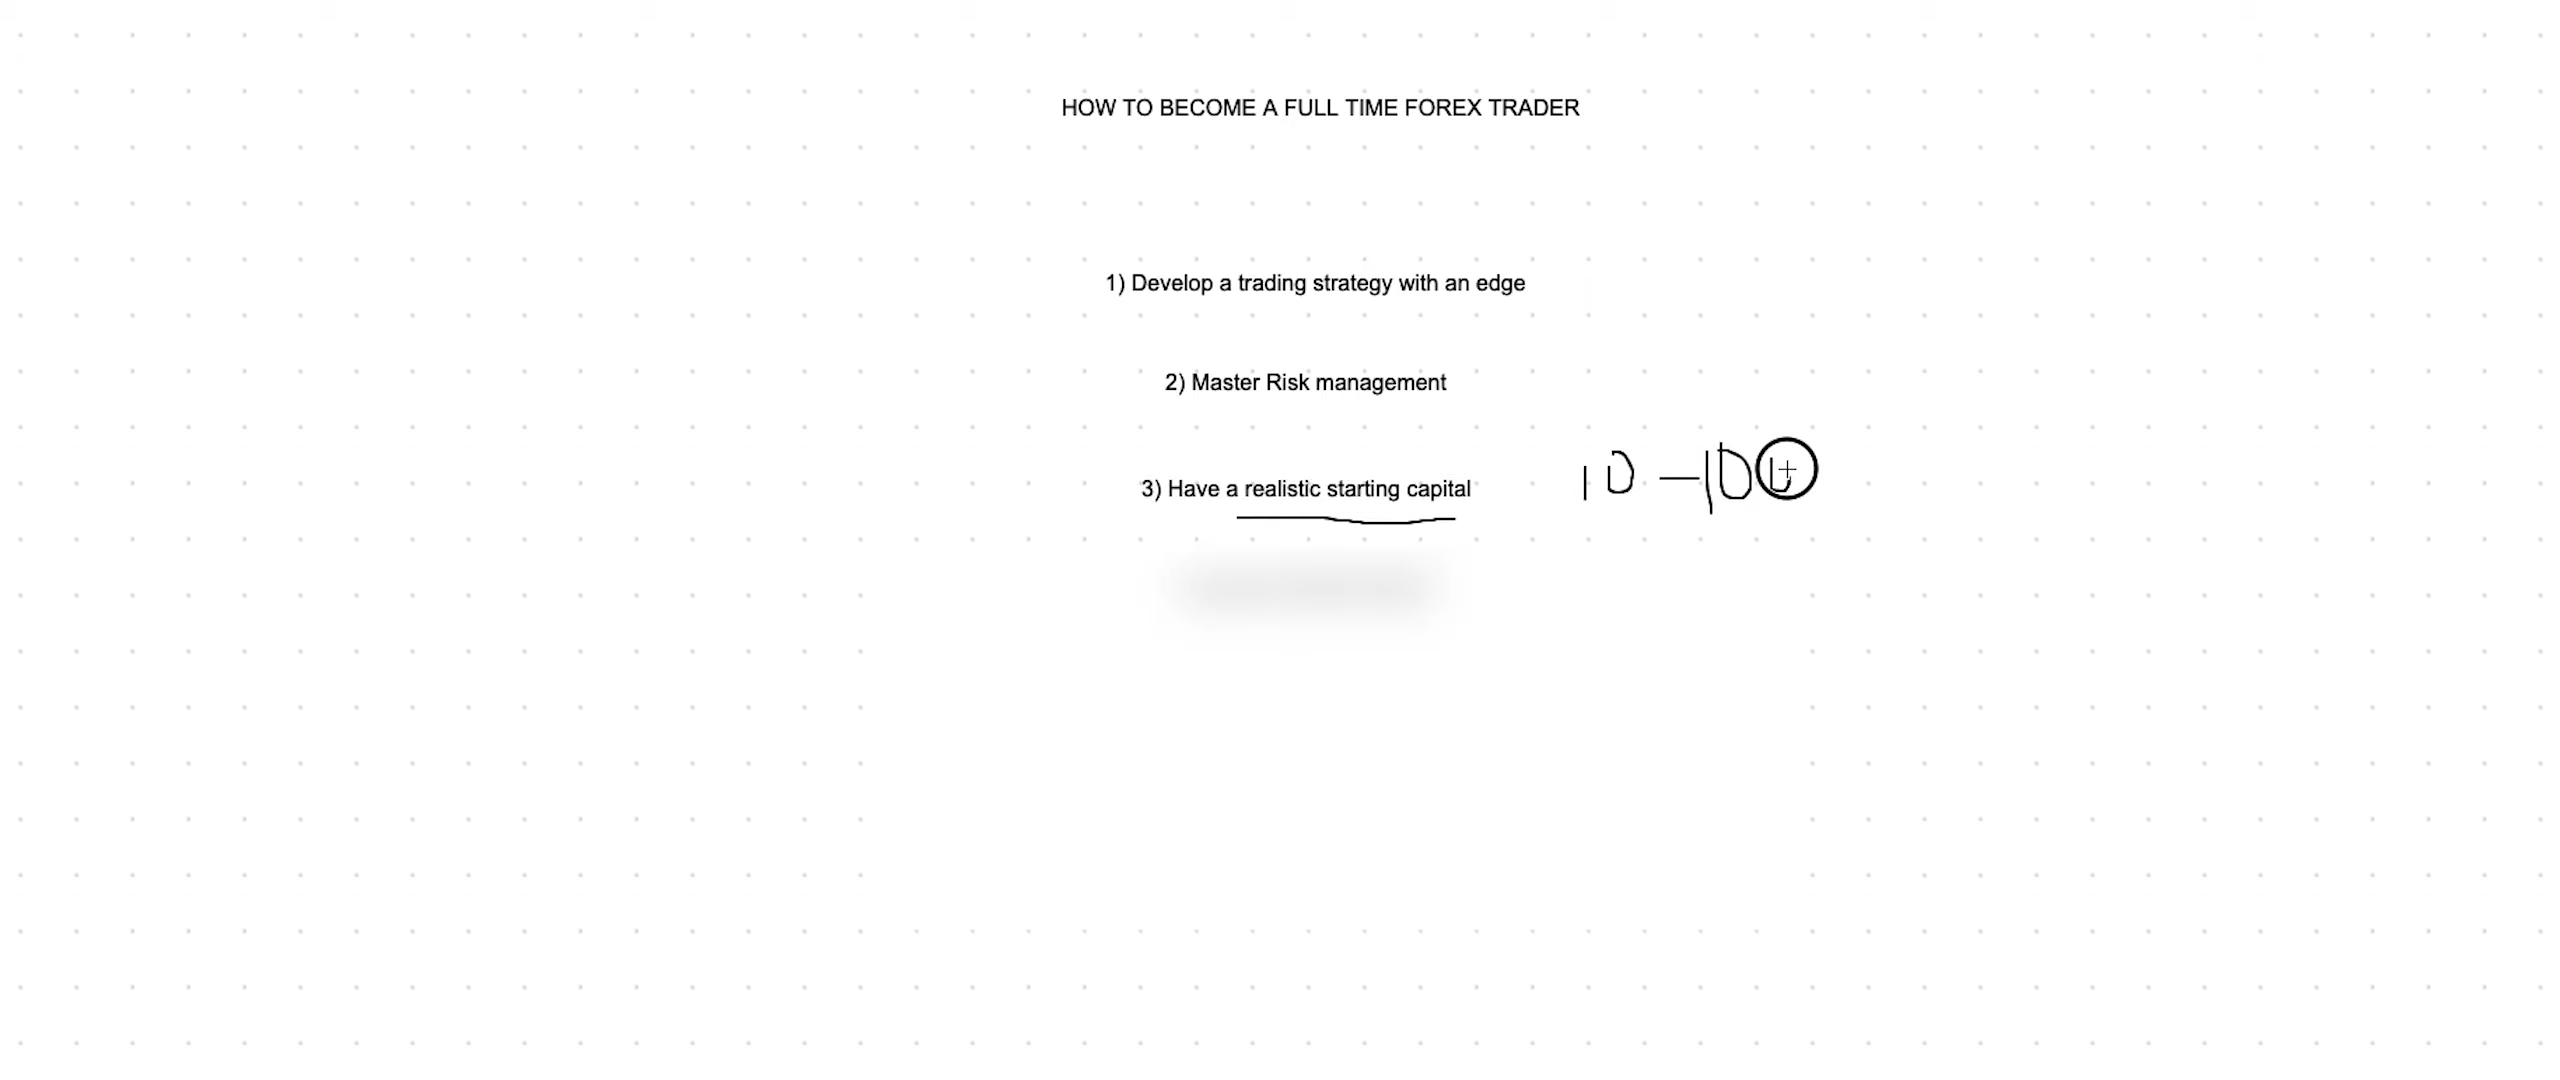 HOW TO BECOME A FULL TIME FOREX TRADER
1) Develop a trading strategy with an edge
2) Master Risk management
3) Have a realistic starting capital
10 - 100